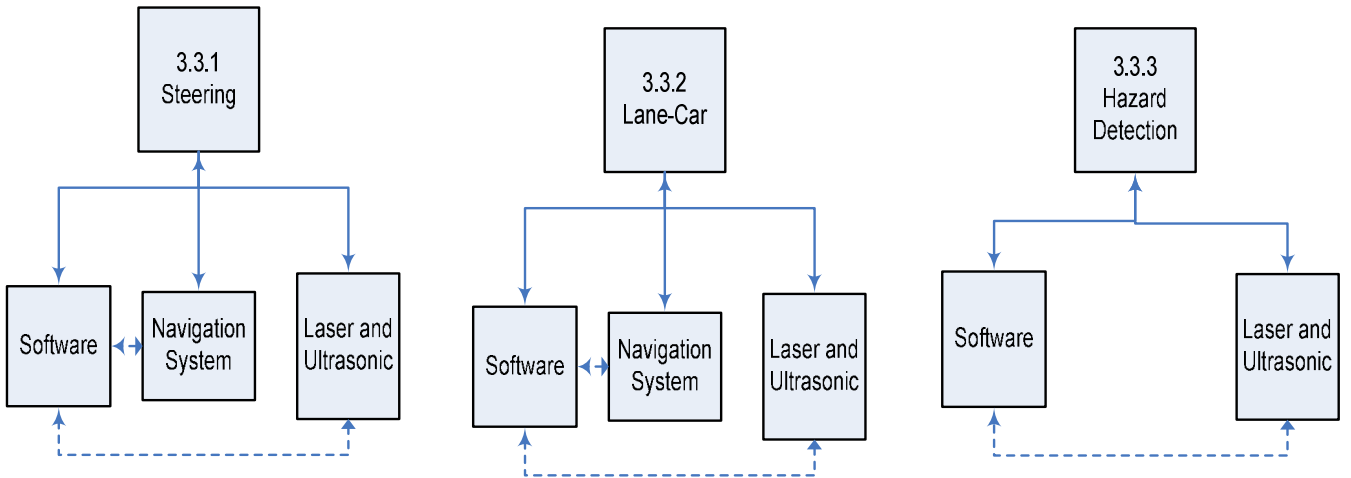 3.3.1
Steering
Software
Navigation
System
Laser and
Ultrasonic
3.3.2
Lane-Car
Software
Navigation
System
Laser and
Ultrasonic
3.3.3
Hazard
Detection
Software
Laser and
Ultrasonic